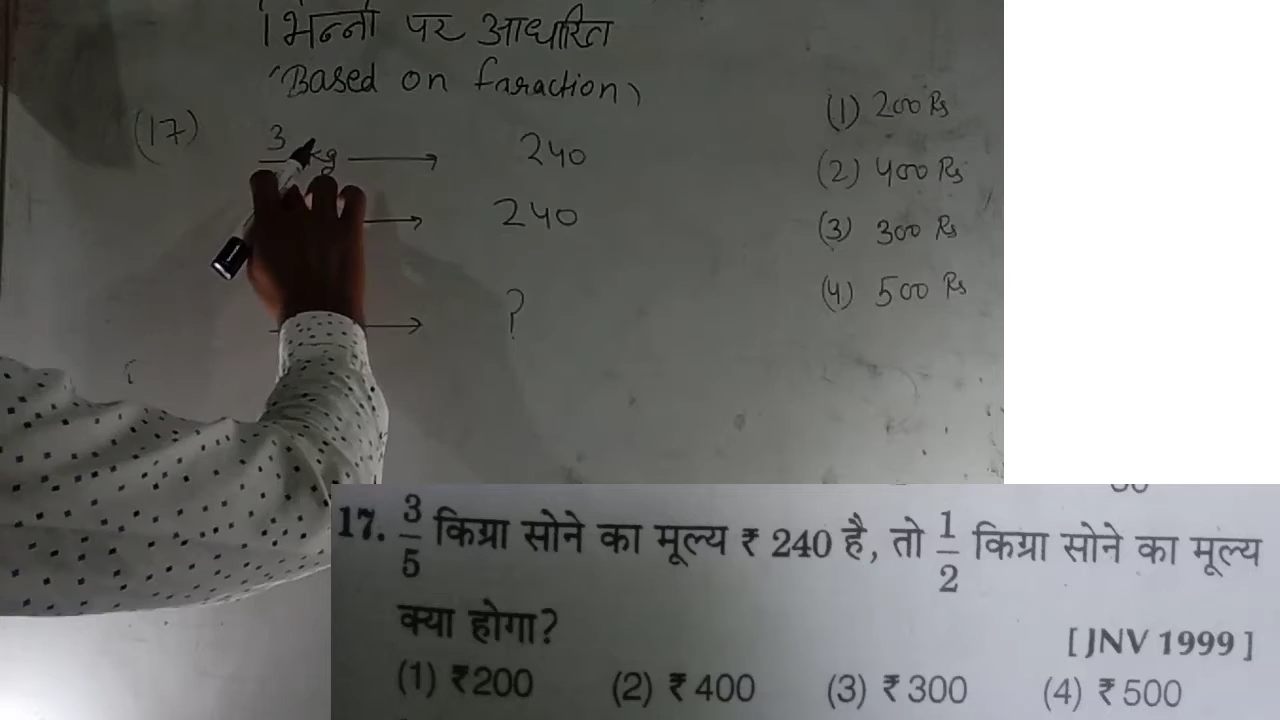 भिन्नों पर आधारित
(Based on faraction)
(17) 3 kg → 240
→ 240
→ ?
(1) 200 Rs
(2) 400 Rs
(3) 300 Rs
(4) 500 Rs
17. 3/5 किग्रा सोने का मूल्य ₹ 240 है, तो 1/2 किग्रा सोने का मूल्य
क्या होगा?
[JNV 1999]
(1) ₹200 (2) ₹400 (3) ₹300 (4) ₹500